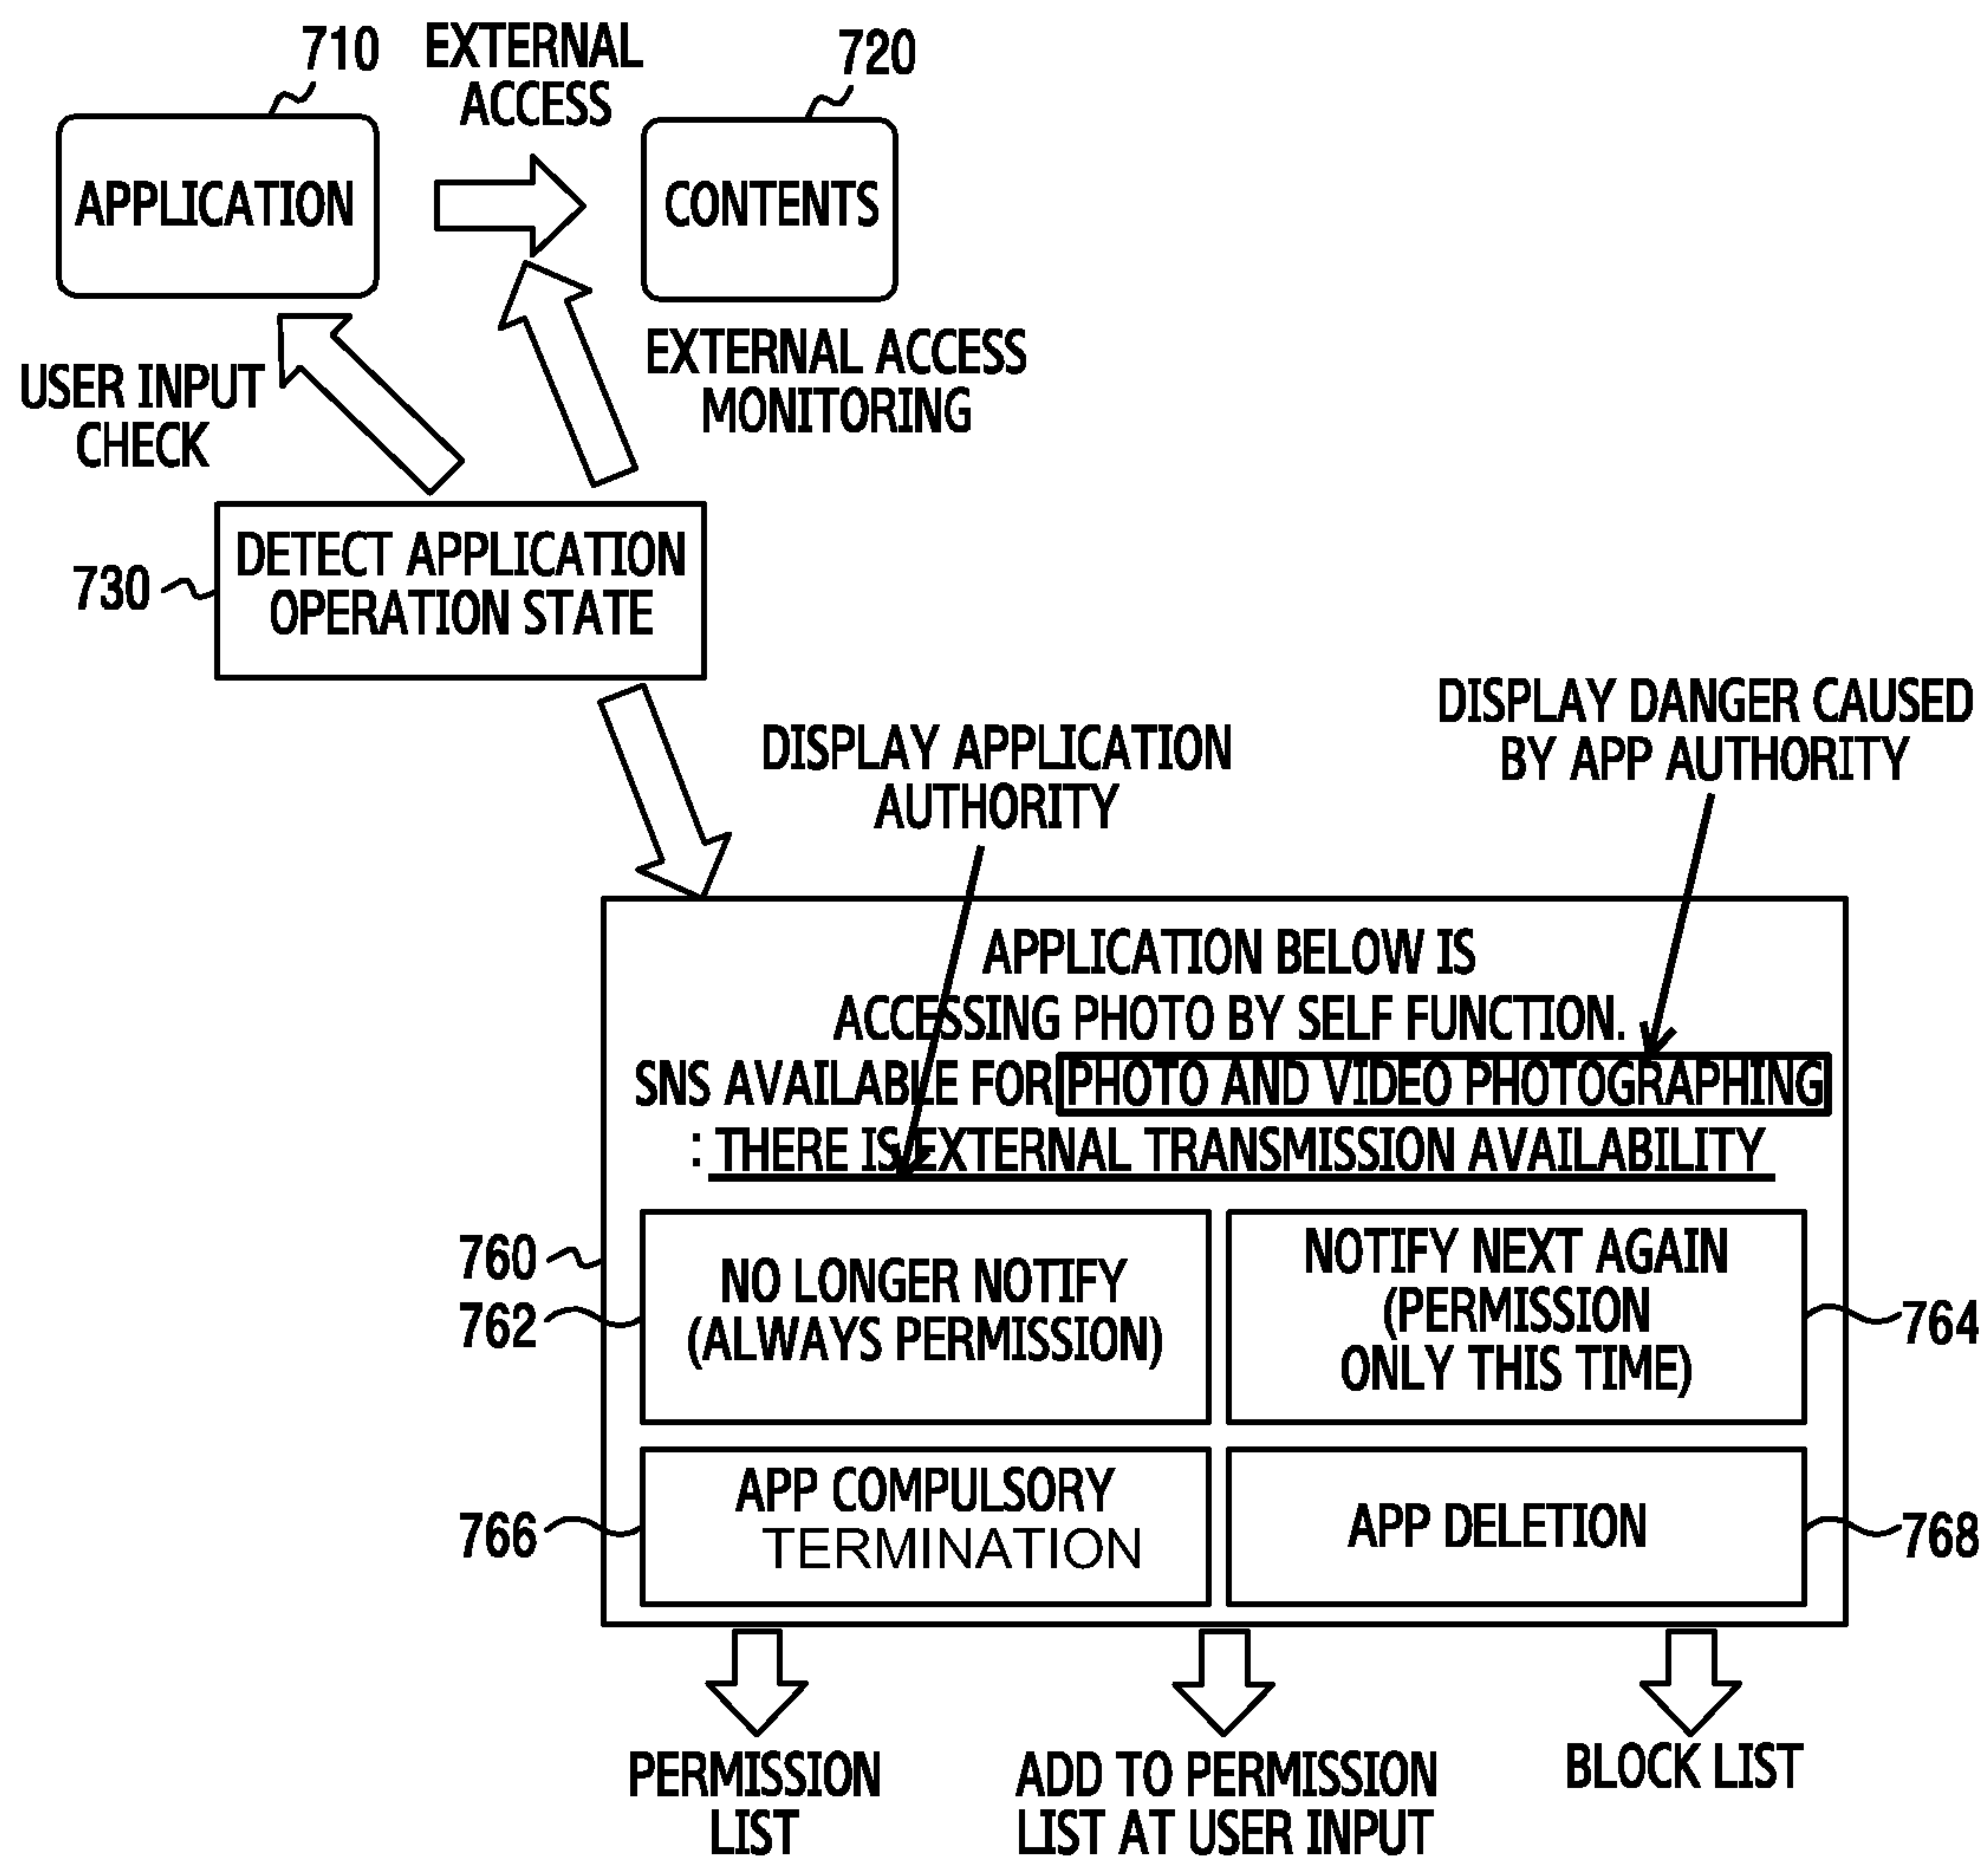 710
EXTERNAL
ACCESS
720
APPLICATION
CONTENTS
USER INPUT
CHECK
EXTERNAL ACCESS
MONITORING
730
DETECT APPLICATION
OPERATION STATE
DISPLAY APPLICATION
AUTHORITY
DISPLAY DANGER CAUSED
BY APP AUTHORITY
APPLICATION BELOW IS
ACCESSING PHOTO BY SELF FUNCTION.
SNS AVAILABLE FOR PHOTO AND VIDEO PHOTOGRAPHING
: THERE IS EXTERNAL TRANSMISSION AVAILABILITY
760
762
NO LONGER NOTIFY
(ALWAYS PERMISSION)
NOTIFY NEXT AGAIN
(PERMISSION
ONLY THIS TIME)
764
766
APP COMPULSORY
TERMINATION
APP DELETION
768
PERMISSION
LIST
ADD TO PERMISSION
LIST AT USER INPUT
BLOCK LIST